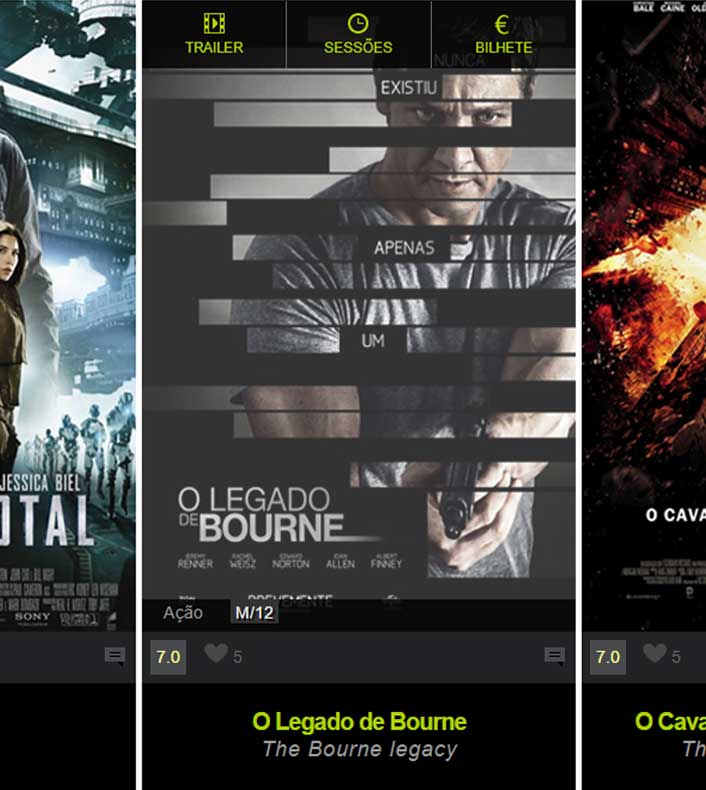 JESSICA BIEL
OTAL
SONY
TRAILER
SESSÕES
€
BILHETE
NUNCA
EXISTIU
APENAS
UM
O LEGADO
DE BOURNE
JEREMY RENNER
RACHEL WEISZ
EDWARD NORTON
JOAN ALLEN
ALBERT FINNEY
BREVEMENTE
Ação
M/12
7.0
5
O Legado de Bourne
The Bourne legacy
BALE
CAINE
O CAVA
7.0
5
O Cava
Th